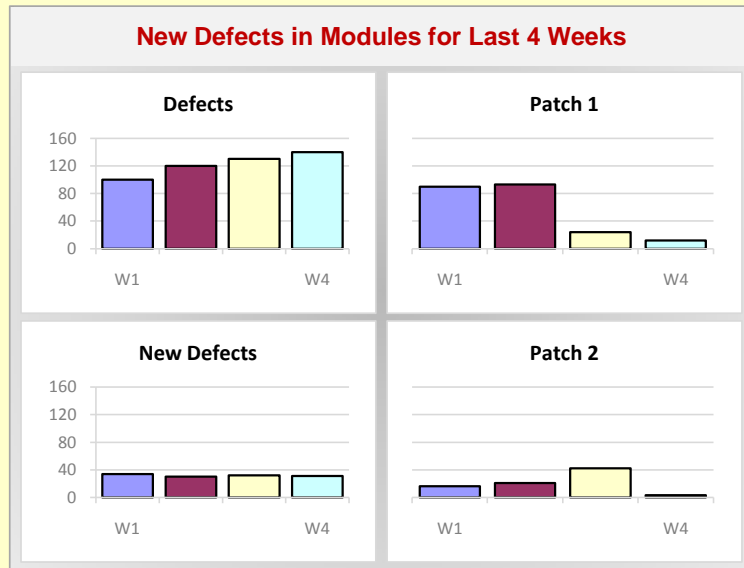 New Defects in Modules for Last 4 Weeks
Defects
160
120
80
40
0
W1 W4
Patch 1
W1 W4
New Defects
160
120
80
40
0
W1 W4
Patch 2
W1 W4